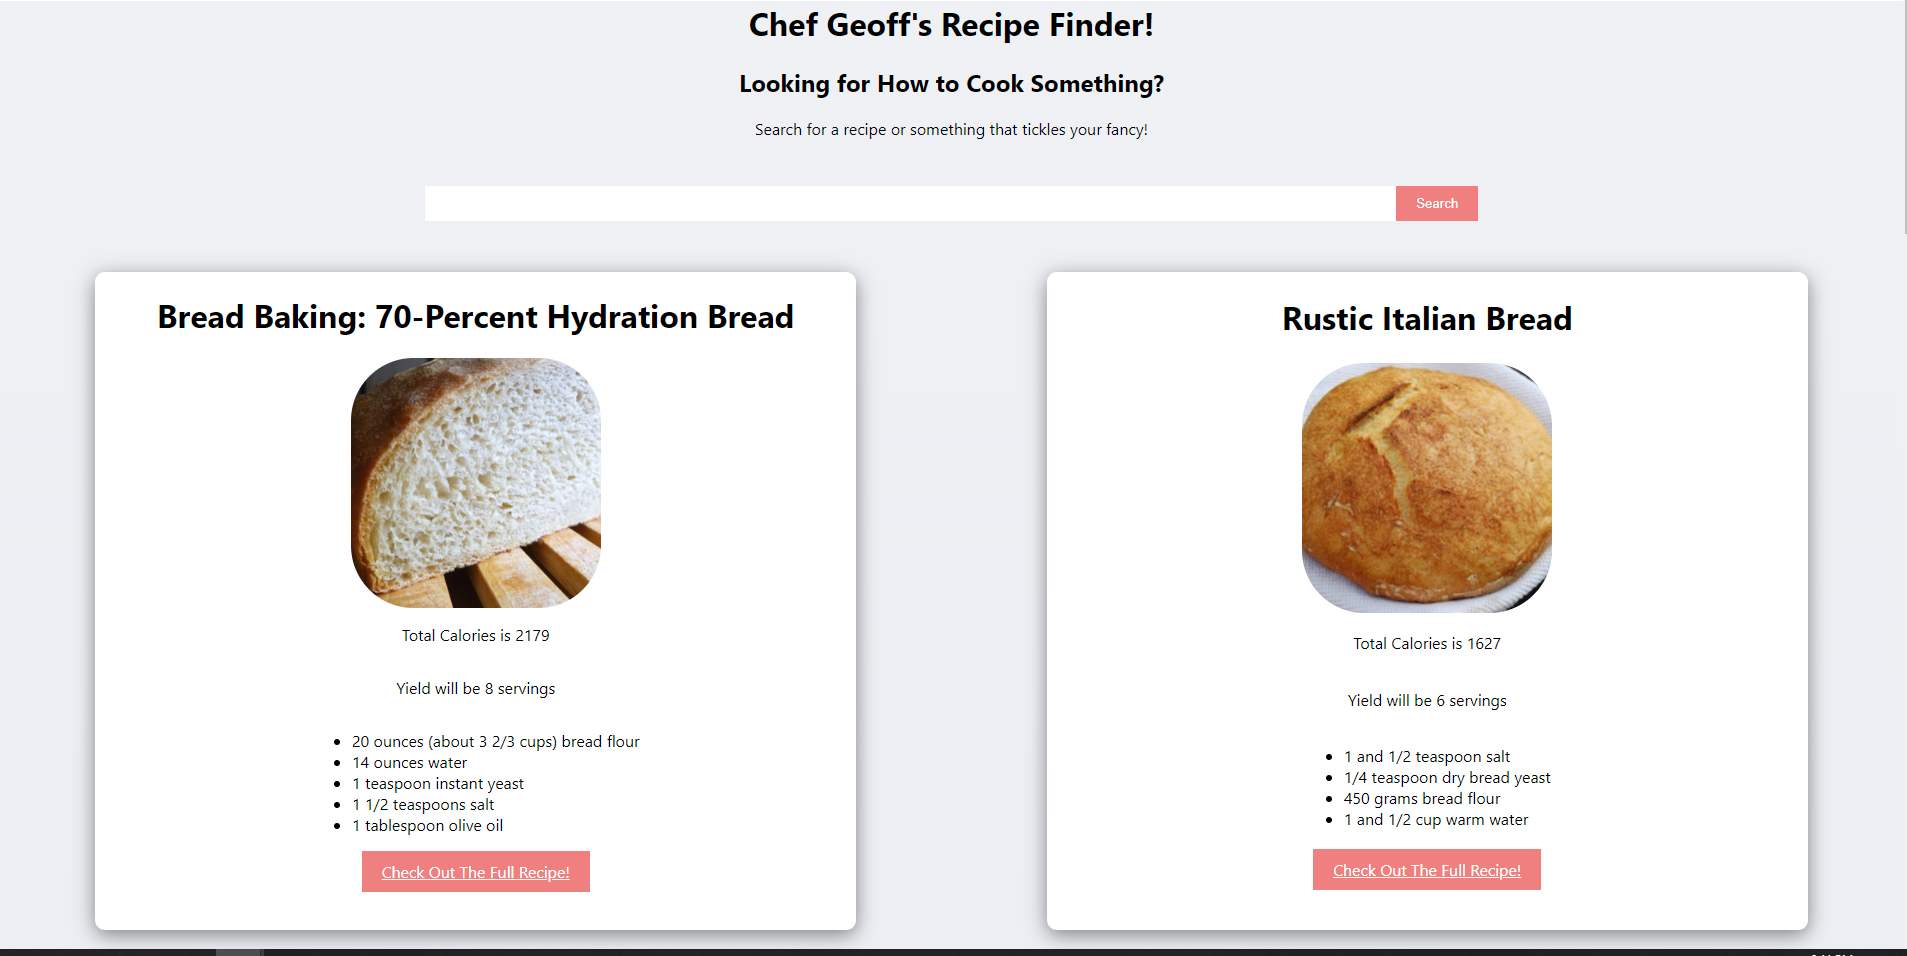 Chef Geoff's Recipe Finder!
Looking for How to Cook Something?
Search for a recipe or something that tickles your fancy!
Search
Bread Baking: 70-Percent Hydration Bread
Total Calories is 2179
Yield will be 8 servings
20 ounces (about 3 2/3 cups) bread flour
14 ounces water
1 teaspoon instant yeast
1 1/2 teaspoons salt
1 tablespoon olive oil
Check Out The Full Recipe!
Rustic Italian Bread
Total Calories is 1627
Yield will be 6 servings
1 and 1/2 teaspoon salt
1/4 teaspoon dry bread yeast
450 grams bread flour
1 and 1/2 cup warm water
Check Out The Full Recipe!